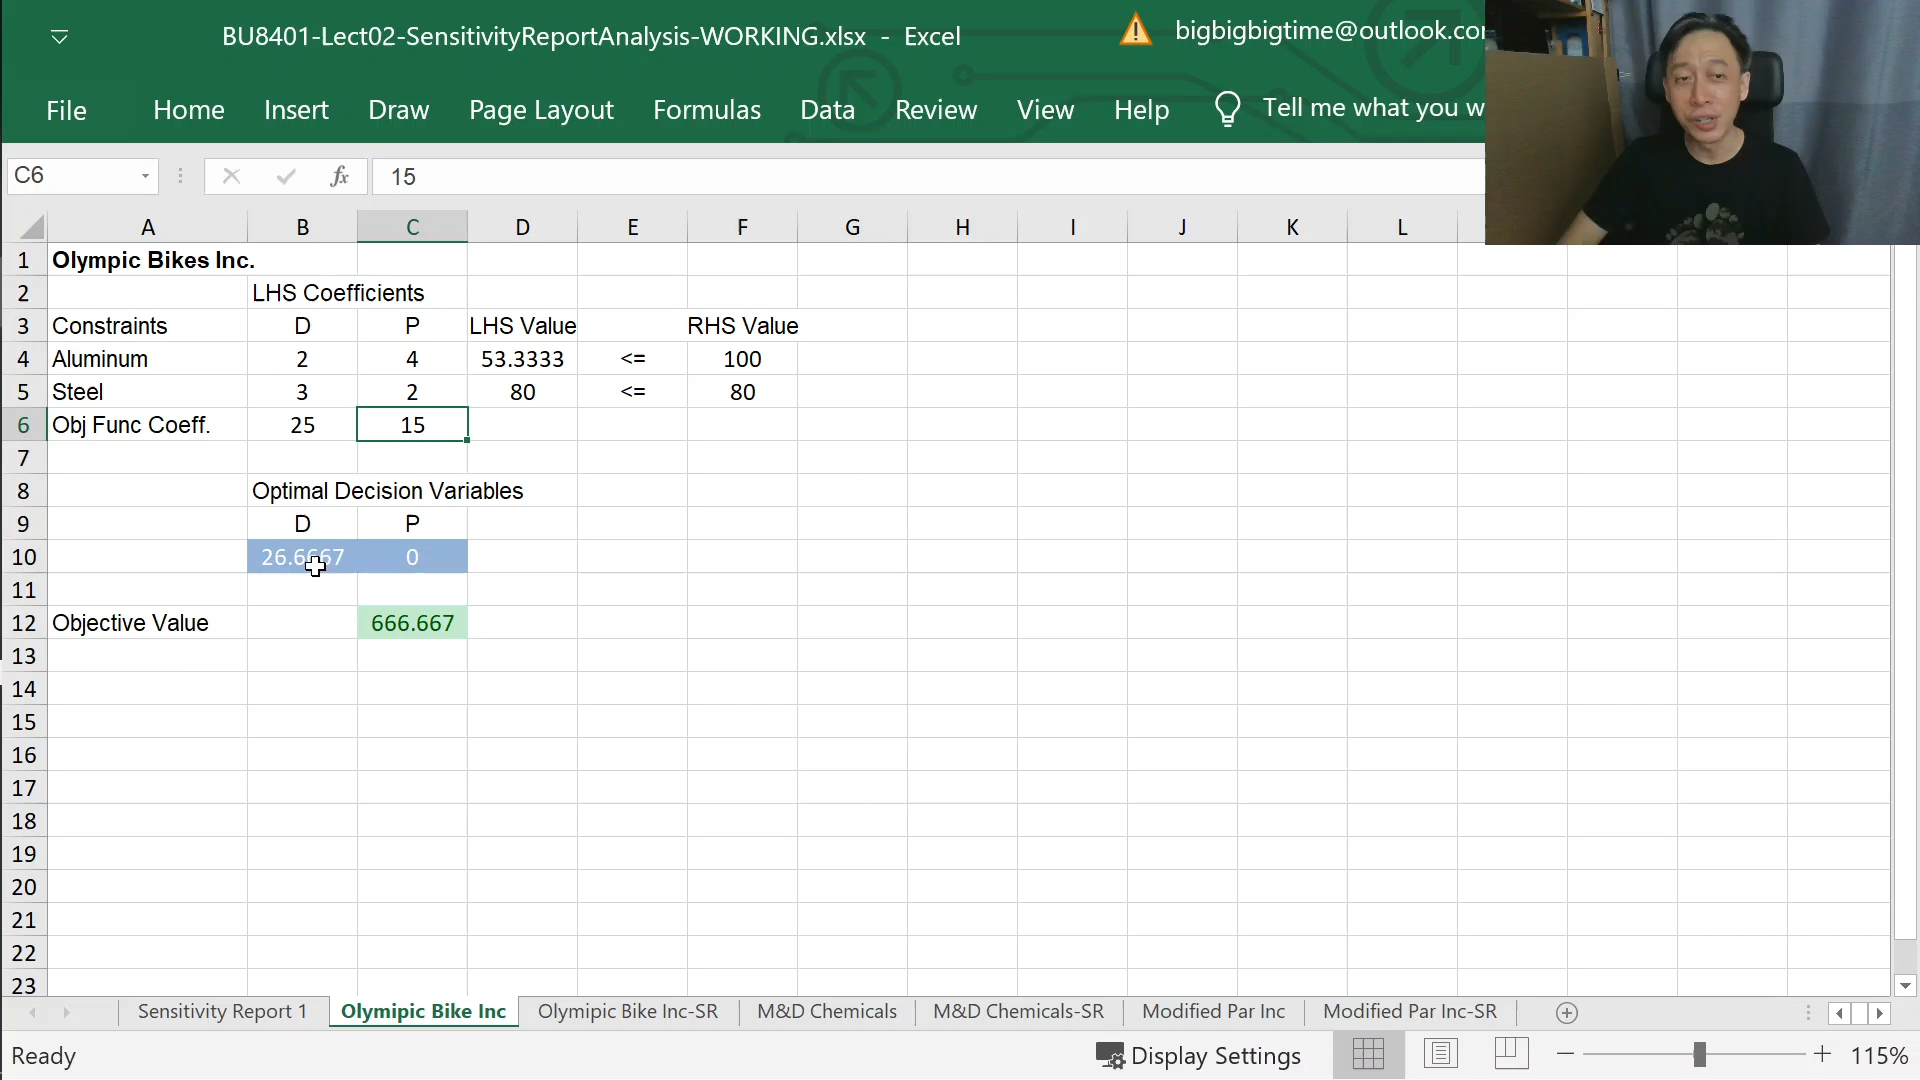 BU8401-Lect02-SensitivityReportAnalysis-WORKING.xlsx - Excel
bigbigbigtime@outlook.co
File Home Insert Draw Page Layout Formulas Data Review View Help Tell me what you w
C6 fx 15
A B C D E F G H I J K L
1 Olympic Bikes Inc.
2 LHS Coefficients
3 Constraints D P LHS Value RHS Value
4 Aluminum 2 4 53.3333 <= 100
5 Steel 3 2 80 <= 80
6 Obj Func Coeff. 25 15
7
8 Optimal Decision Variables
9 D P
10 26.6667 0
11
12 Objective Value 666.667
13
14
15
16
17
18
19
20
21
22
23
Sensitivity Report 1 Olymipic Bike Inc Olymipic Bike Inc-SR M&D Chemicals M&D Chemicals-SR Modified Par Inc Modified Par Inc-SR
Ready Display Settings 115%